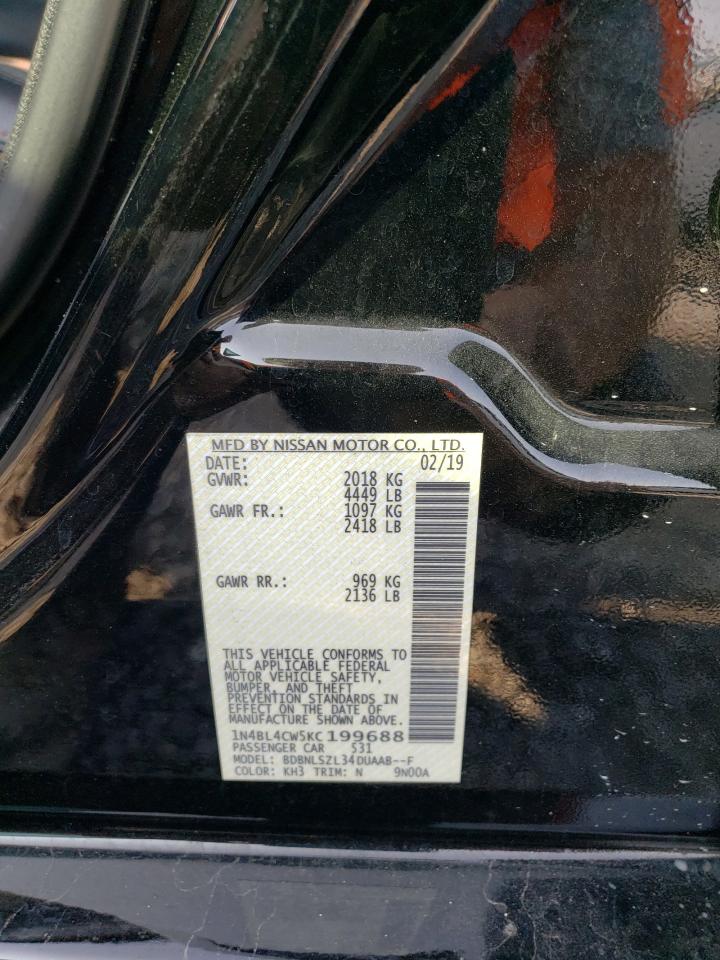 MFD BY NISSAN MOTOR CO., LTD.
DATE: 02/19
GVWR: 2018 KG
4449 LB
GAWR FR.: 1097 KG
2418 LB
GAWR RR.: 969 KG
2136 LB
THIS VEHICLE CONFORMS TO
ALL APPLICABLE FEDERAL
MOTOR VEHICLE SAFETY,
BUMPER, AND THEFT
PREVENTION STANDARDS IN
EFFECT ON THE DATE OF
MANUFACTURE SHOWN ABOVE.
1N4BL4CW5KC199688
PASSENGER CAR 531
MODEL: BDBNLSZL34DUAAB--F
COLOR: KH3 TRIM: N 9N00A